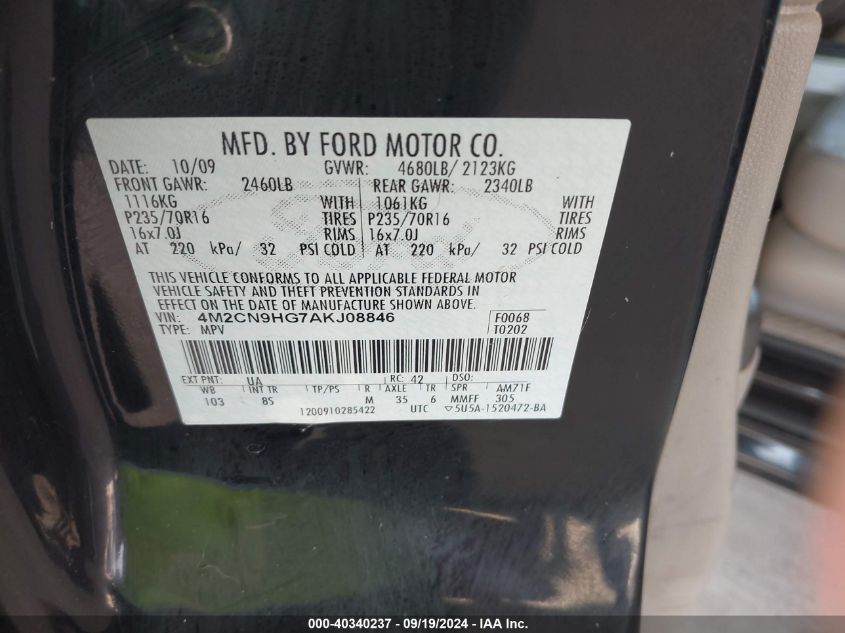 MFD. BY FORD MOTOR CO.
DATE: 10/09 GVWR: 4680LB/ 2123KG
FRONT GAWR: 2460LB REAR GAWR: 2340LB
1116KG WITH 1061KG WITH
P235/70R16 TIRES P235/70R16 TIRES
16x7.0J RIMS 16x7.0J RIMS
AT 220 kPa/ 32 PSI COLD AT 220 kPa/ 32 PSI COLD
THIS VEHICLE CONFORMS TO ALL APPLICABLE FEDERAL MOTOR
VEHICLE SAFETY AND THEFT PREVENTION STANDARDS IN
EFFECT ON THE DATE OF MANUFACTURE SHOWN ABOVE.
VIN: 4M2CN9HG7AKJ08846 F0068
TYPE: MPV T0202
EXT PNT: UA RC: 42 DSO:
WB INT TR TP/PS R AXLE TR SPR AM71F
103 8S M 35 6 MMFF 305
1200910285422 UTC ▽5U5A-1520472-BA
000-40340237 - 09/19/2024 - IAA Inc.